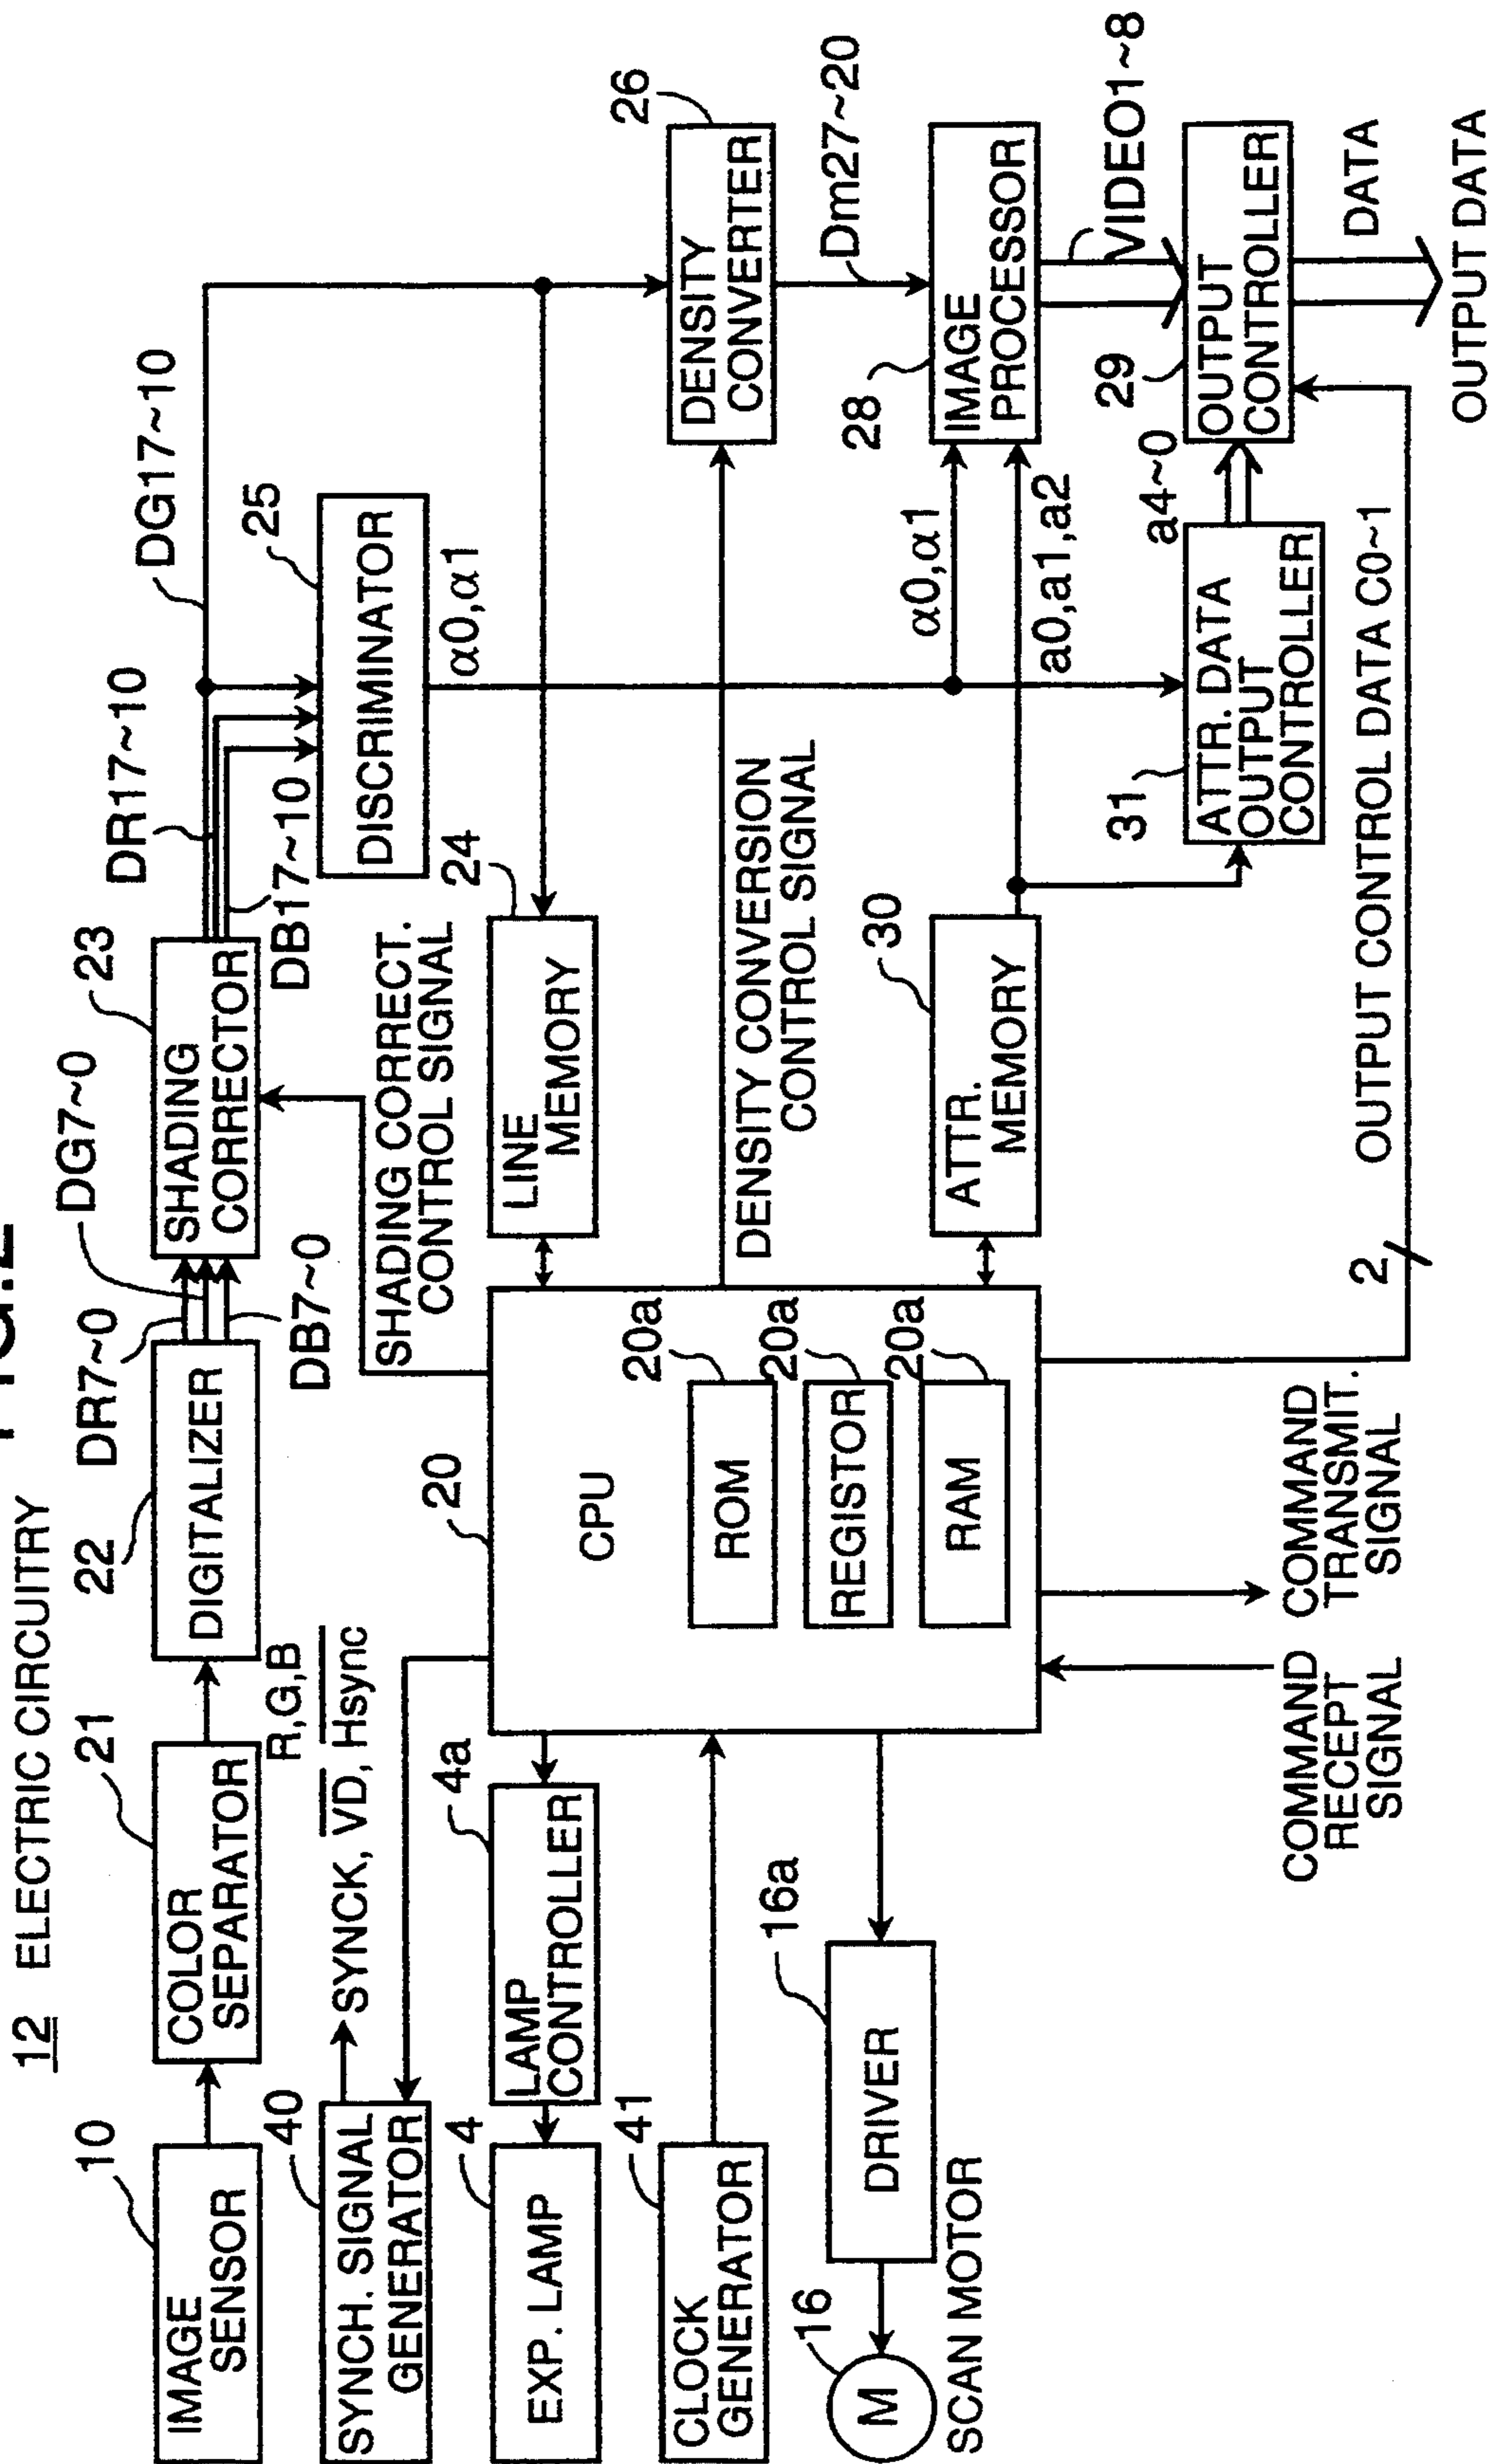 FIG.2
12 ELECTRIC CIRCUITRY
10
IMAGE
SENSOR
21
COLOR
SEPARATOR
R,G,B
22
DIGITALIZER
DR7~0
DG7~0
DB7~0
23
SHADING
CORRECTOR
DR17~10
DG17~10
DB17~10
25
DISCRIMINATOR
α0,α1
40
SYNCH. SIGNAL
GENERATOR
SYNCK, VD, Hsync
SHADING CORRECT.
CONTROL SIGNAL
4
EXP. LAMP
4a
LAMP
CONTROLLER
20
CPU
20a
ROM
20a
REGISTOR
20a
RAM
24
LINE
MEMORY
26
DENSITY
CONVERTER
41
CLOCK
GENERATOR
DENSITY CONVERSION
CONTROL SIGNAL
Dm27~20
16
M
SCAN MOTOR
16a
DRIVER
30
ATTR.
MEMORY
α0,α1
a0,a1,a2
28
IMAGE
PROCESSOR
VIDEO1~8
31
ATTR. DATA
OUTPUT
CONTROLLER
a4~0
29
OUTPUT
CONTROLLER
COMMAND
RECEPT
SIGNAL
COMMAND
TRANSMIT.
SIGNAL
2
OUTPUT CONTROL DATA C0~1
DATA
OUTPUT DATA